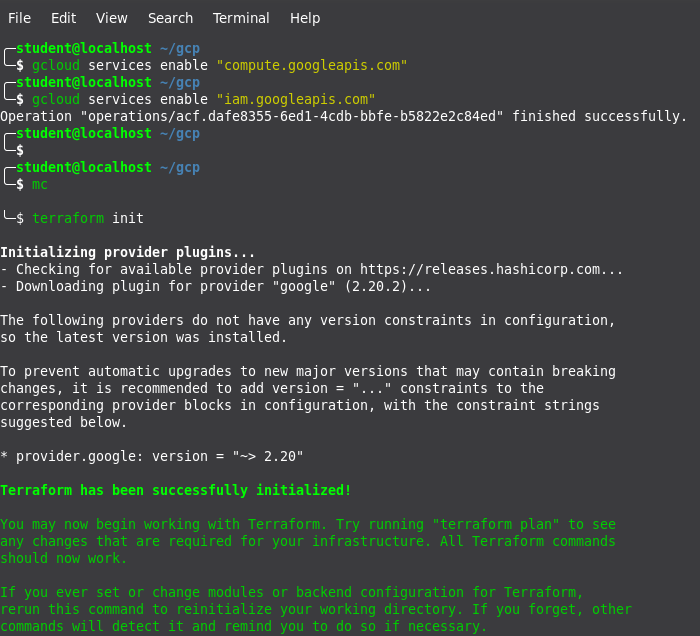 File Edit View Search Terminal Help
student@localhost ~/gcp
$ gcloud services enable "compute.googleapis.com"
student@localhost ~/gcp
$ gcloud services enable "iam.googleapis.com"
Operation "operations/acf.dafe8355-6ed1-4cdb-bbfe-b5822e2c84ed" finished successfully.
student@localhost ~/gcp
$
student@localhost ~/gcp
$ mc
$ terraform init
Initializing provider plugins...
- Checking for available provider plugins on https://releases.hashicorp.com...
- Downloading plugin for provider "google" (2.20.2)...
The following providers do not have any version constraints in configuration,
so the latest version was installed.
To prevent automatic upgrades to new major versions that may contain breaking
changes, it is recommended to add version = "..." constraints to the
corresponding provider blocks in configuration, with the constraint strings
suggested below.
* provider.google: version = "~> 2.20"
Terraform has been successfully initialized!
You may now begin working with Terraform. Try running "terraform plan" to see
any changes that are required for your infrastructure. All Terraform commands
should now work.
If you ever set or change modules or backend configuration for Terraform,
rerun this command to reinitialize your working directory. If you forget, other
commands will detect it and remind you to do so if necessary.